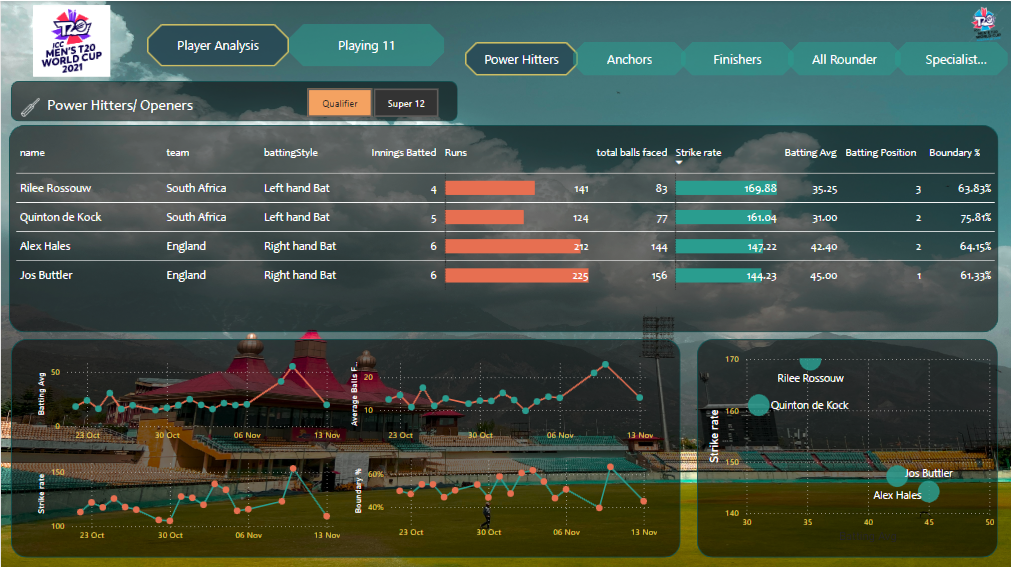 T20
ICC
MEN'S T20
WORLD CUP
2021
Player Analysis
Playing 11
Power Hitters
Anchors
Finishers
All Rounder
Specialist...
Power Hitters/ Openers
Qualifier
Super 12
name team battingStyle Innings Batted Runs total balls faced Strike rate Batting Avg Batting Position Boundary %
Rilee Rossouw South Africa Left hand Bat 4 141 83 169.88 35.25 3 63.83%
Quinton de Kock South Africa Left hand Bat 5 124 77 161.04 31.00 2 75.81%
Alex Hales England Right hand Bat 6 212 144 147.22 42.40 2 64.15%
Jos Buttler England Right hand Bat 6 225 156 144.23 45.00 1 61.33%
Batting Avg
50
0
23 Oct 30 Oct 06 Nov 13 Nov
Average Balls F...
20
10
23 Oct 30 Oct 06 Nov 13 Nov
Strike rate
150
100
23 Oct 30 Oct 06 Nov 13 Nov
Boundary %
60%
40%
23 Oct 30 Oct 06 Nov 13 Nov
Strike rate
170
160
150
140
Rilee Rossouw
Quinton de Kock
Jos Buttler
Alex Hales
30 35 40 45 50